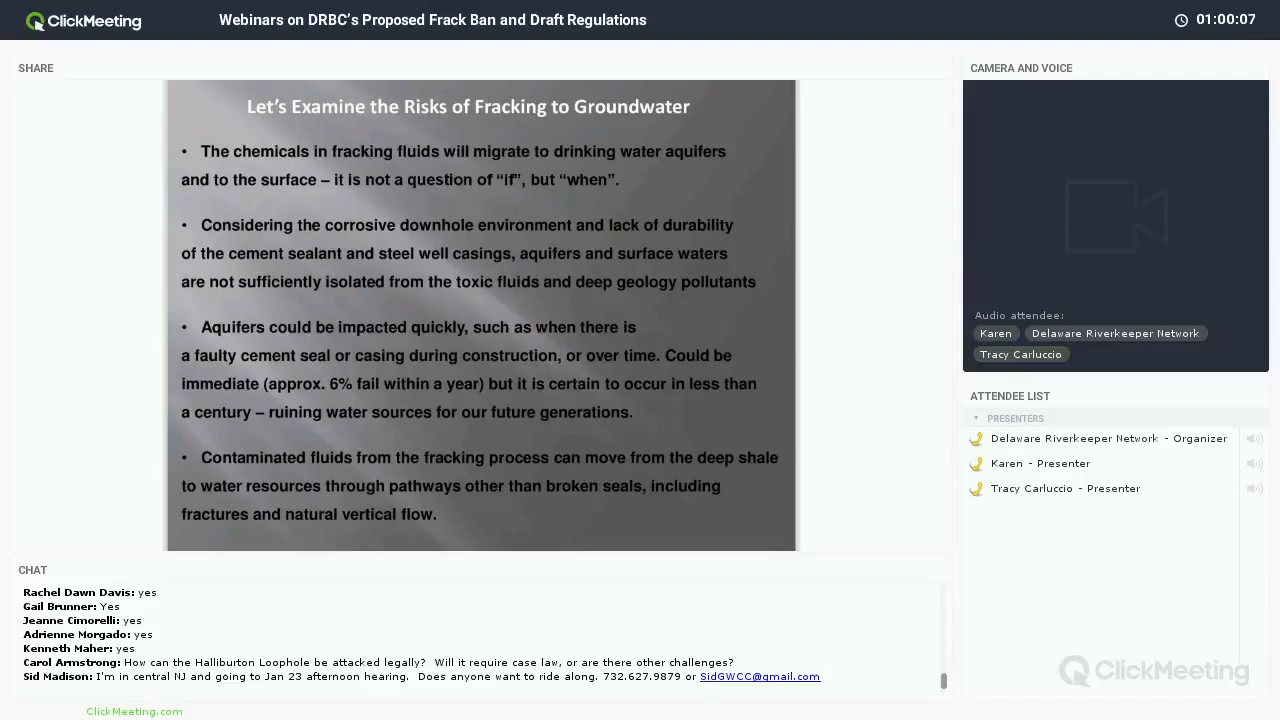 ClickMeeting
Webinars on DRBC's Proposed Frack Ban and Draft Regulations
01:00:07
SHARE
Let's Examine the Risks of Fracking to Groundwater
• The chemicals in fracking fluids will migrate to drinking water aquifers
and to the surface – it is not a question of “if”, but “when”.
• Considering the corrosive downhole environment and lack of durability
of the cement sealant and steel well casings, aquifers and surface waters
are not sufficiently isolated from the toxic fluids and deep geology pollutants
• Aquifers could be impacted quickly, such as when there is
a faulty cement seal or casing during construction, or over time. Could be
immediate (approx. 6% fail within a year) but it is certain to occur in less than
a century – ruining water sources for our future generations.
• Contaminated fluids from the fracking process can move from the deep shale
to water resources through pathways other than broken seals, including
fractures and natural vertical flow.
CAMERA AND VOICE
Audio attendee:
Karen
Delaware Riverkeeper Network
Tracy Carluccio
ATTENDEE LIST
PRESENTERS
Delaware Riverkeeper Network - Organizer
Karen - Presenter
Tracy Carluccio - Presenter
CHAT
Rachel Dawn Davis: yes
Gail Brunner: Yes
Jeanne Cimorelli: yes
Adrienne Morgado: yes
Kenneth Maher: yes
Carol Armstrong: How can the Halliburton Loophole be attacked legally? Will it require case law, or are there other challenges?
Sid Madison: I'm in central NJ and going to Jan 23 afternoon hearing. Does anyone want to ride along. 732.627.9879 or SidGWCC@gmail.com
ClickMeeting
ClickMeeting.com